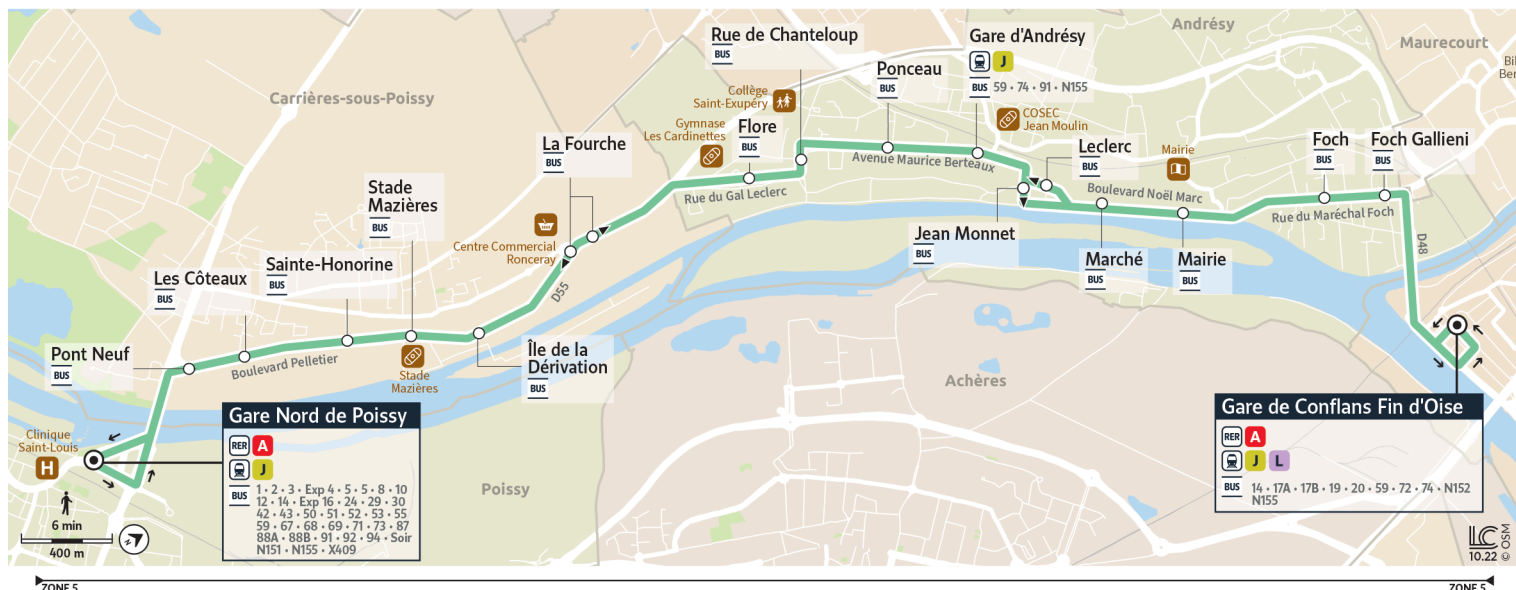 Andrésy
Maurecourt
Carrières-sous-Poissy
Achères
Poissy
Rue de Chanteloup
BUS
Gare d'Andrésy
J
BUS 59 • 74 • 91 • N155
Ponceau
BUS
Collège
Saint-Exupéry
Gymnase
Les Cardinettes
Flore
BUS
COSEC
Jean Moulin
La Fourche
BUS
Leclerc
BUS
Mairie
Foch
BUS
Foch Gallieni
BUS
Avenue Maurice Berteaux
Rue du Gal Leclerc
Boulevard Noël Marc
Rue du Maréchal Foch
D48
Stade
Mazières
BUS
Centre Commercial
Ronceray
Jean Monnet
BUS
Marché
BUS
Mairie
BUS
Sainte-Honorine
BUS
Les Côteaux
BUS
D55
Pont Neuf
BUS
Boulevard Pelletier
Stade
Mazières
Île de la
Dérivation
BUS
Gare Nord de Poissy
RER A
J
BUS 1 • 2 • 3 • Exp 4 • 5 • 5 • 8 • 10
12 • 14 • Exp 16 • 24 • 29 • 30
42 • 43 • 50 • 51 • 52 • 53 • 55
59 • 67 • 68 • 69 • 71 • 73 • 87
88A • 88B • 91 • 92 • 94 • Soir
N151 • N155 • X409
Clinique
Saint-Louis
H
6 min
400 m
Gare de Conflans Fin d'Oise
RER A
J L
BUS 14 • 17A • 17B • 19 • 20 • 59 • 72 • 74 • N152
N155
LC
10.22
© OSM
ZONE 5
ZONE 5